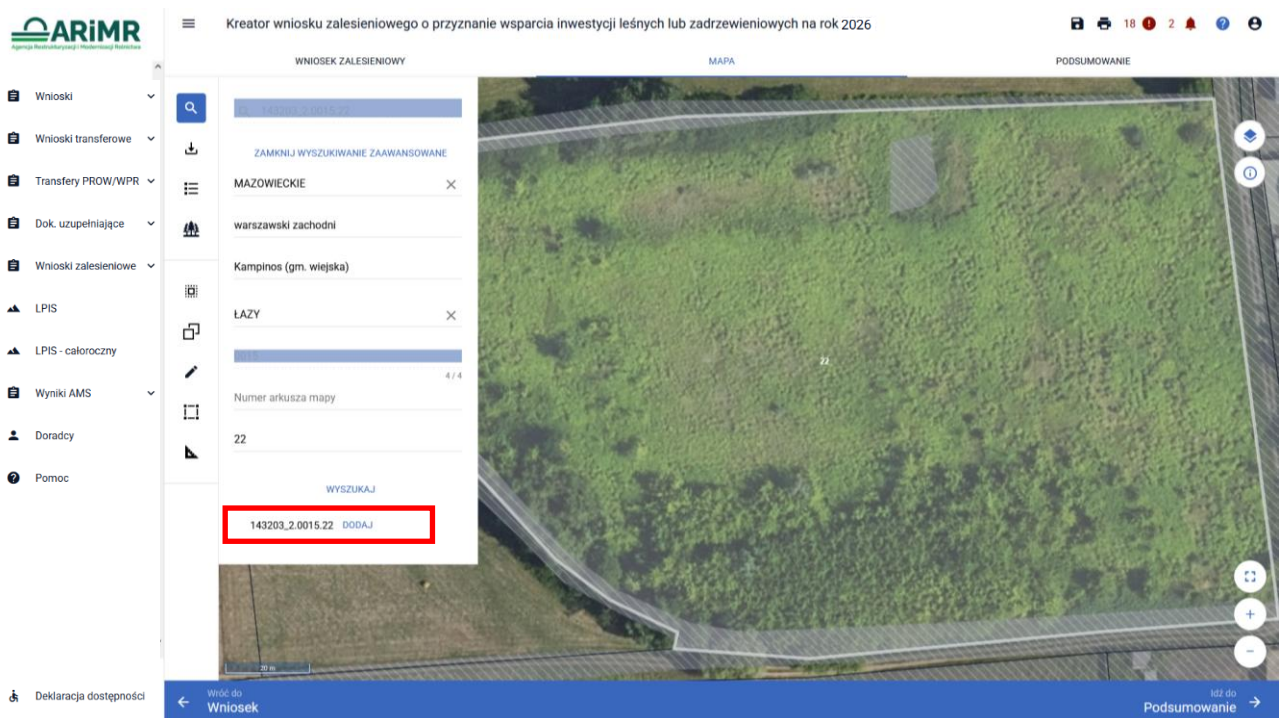 ARiMR
Agencja Restrukturyzacji i Modernizacji Rolnictwa
Kreator wniosku zalesieniowego o przyznanie wsparcia inwestycji leśnych lub zadrzewieniowych na rok 2026
18
2
WNIOSEK ZALESIENIOWY
MAPA
PODSUMOWANIE
Wnioski
Wnioski transferowe
Transfery PROW/WPR
Dok. uzupełniające
Wnioski zalesieniowe
LPIS
LPIS - całoroczny
Wyniki AMS
Doradcy
Pomoc
Deklaracja dostępności
143203_2.0015.22
ZAMKNIJ WYSZUKIWANIE ZAAWANSOWANE
MAZOWIECKIE
warszawski zachodni
Kampinos (gm. wiejska)
ŁAZY
0015
4 / 4
Numer arkusza mapy
22
WYSZUKAJ
143203_2.0015.22 DODAJ
22
20 m
Wróć do
Wniosek
Idź do
Podsumowanie